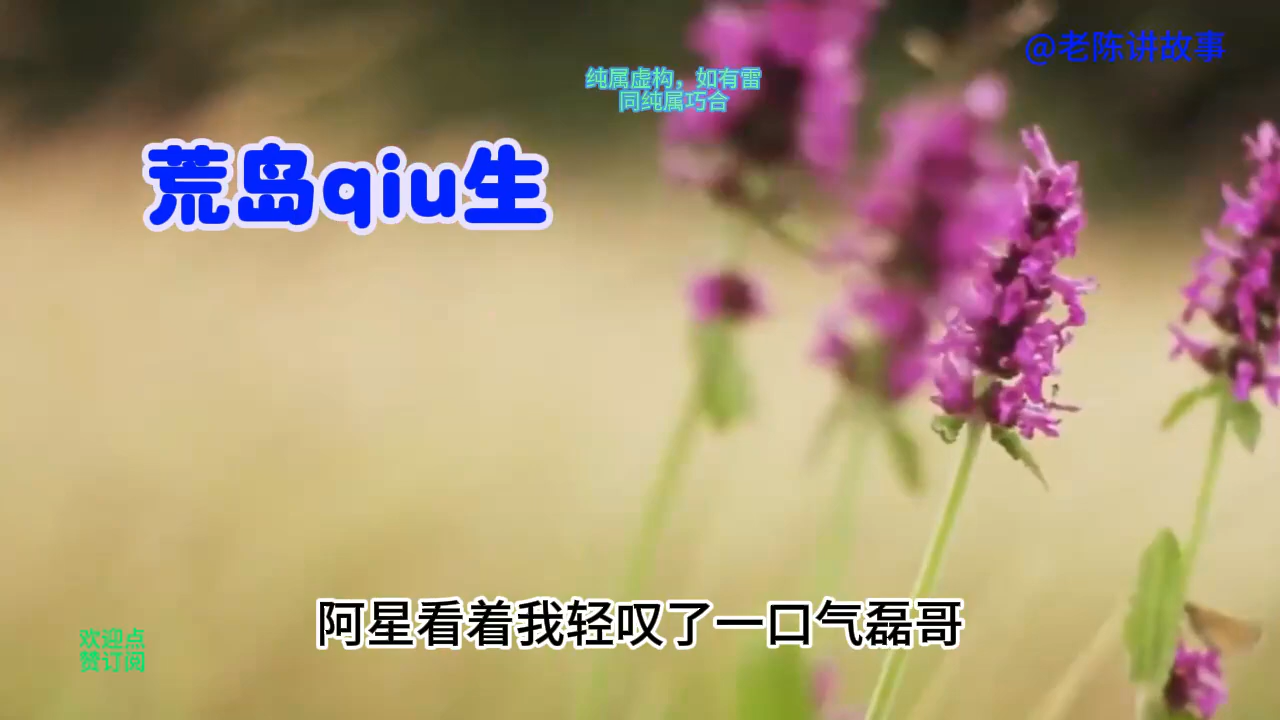 @老陈讲故事
纯属虚构，如有雷
同纯属巧合
荒岛qiu生
阿星看着我轻叹了一口气磊哥
欢迎点
赞订阅